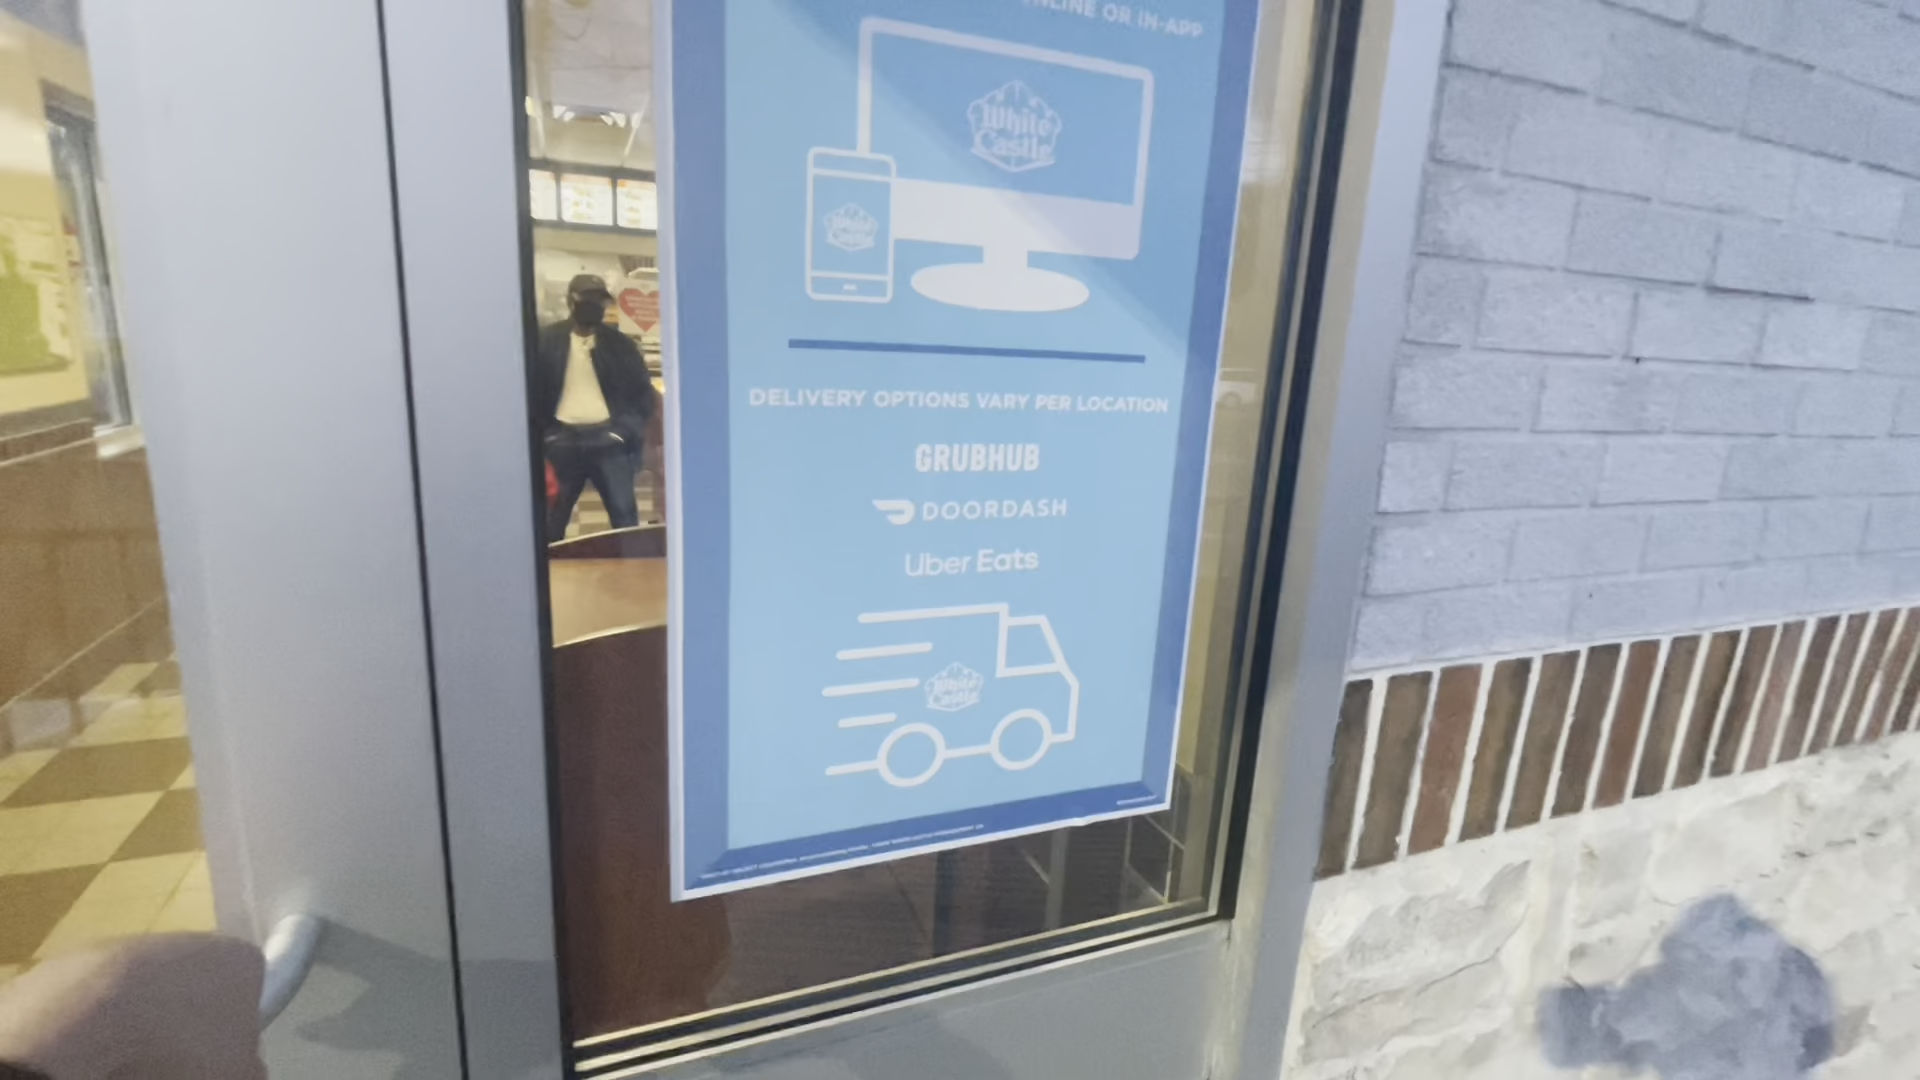 ONLINE OR IN-APP
White
Castle
White
Castle
DELIVERY OPTIONS VARY PER LOCATION
GRUBHUB
DOORDASH
Uber Eats
White
Castle